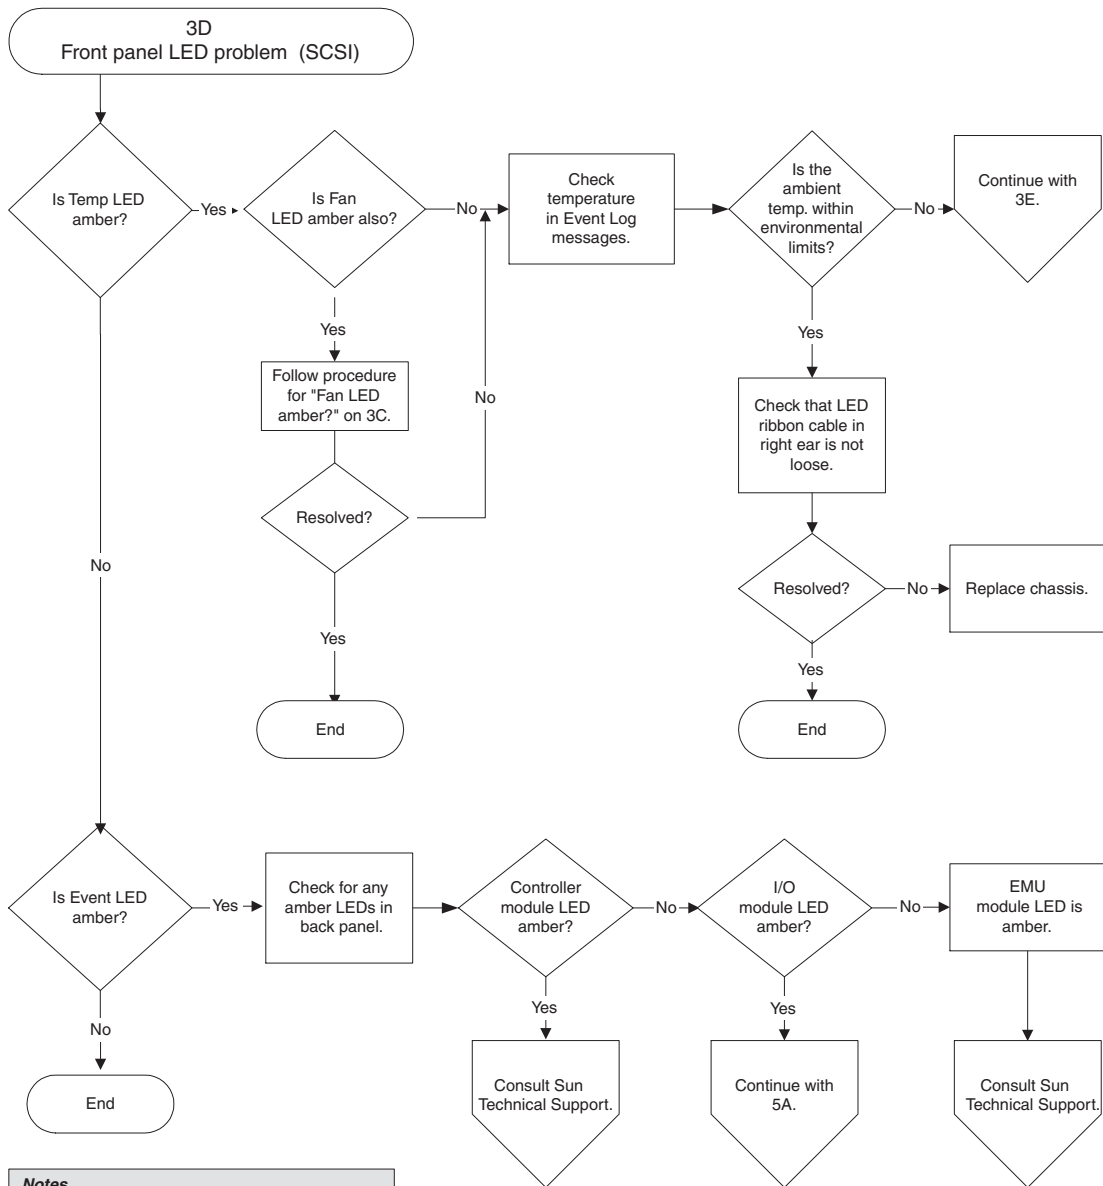 3D
Front panel LED problem  (SCSI)
Is Temp LED
amber?
Yes
Is Fan
LED amber also?
No
Check
temperature
in Event Log
messages.
Is the
ambient
temp. within
environmental
limits?
No
Continue with
3E.
Yes
Follow procedure
for "Fan LED
amber?" on 3C.
No
Resolved?
Yes
End
Yes
Check that LED
ribbon cable in
right ear is not
loose.
Resolved?
No
Replace chassis.
Yes
End
No
Is Event LED
amber?
Yes
Check for any
amber LEDs in
back panel.
Controller
module LED
amber?
No
I/O
module LED
amber?
No
EMU
module LED is
amber.
No
End
Yes
Consult Sun
Technical Support.
Yes
Continue with
5A.
Consult Sun
Technical Support.
Notes